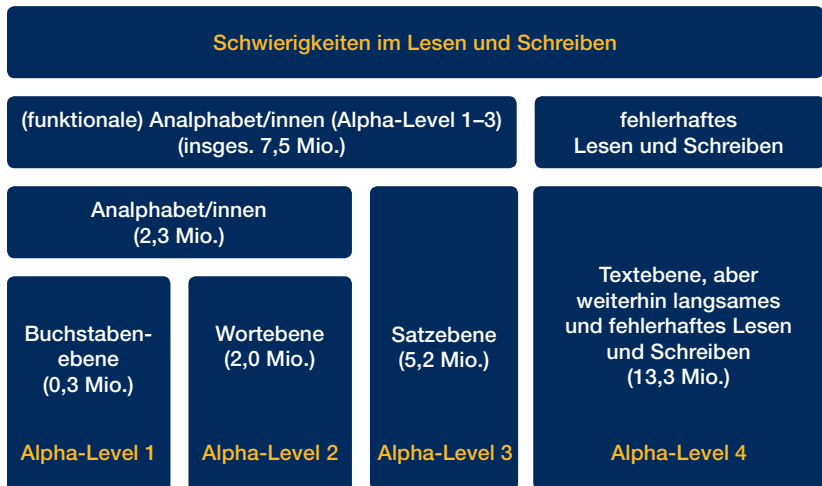 Schwierigkeiten im Lesen und Schreiben
(funktionale) Analphabet/innen (Alpha-Level 1–3)
(insges. 7,5 Mio.)
fehlerhaftes
Lesen und Schreiben
Analphabet/innen
(2,3 Mio.)
Buchstaben-
ebene
(0,3 Mio.)
Alpha-Level 1
Wortebene
(2,0 Mio.)
Alpha-Level 2
Satzebene
(5,2 Mio.)
Alpha-Level 3
Textebene, aber
weiterhin langsames
und fehlerhaftes Lesen
und Schreiben
(13,3 Mio.)
Alpha-Level 4